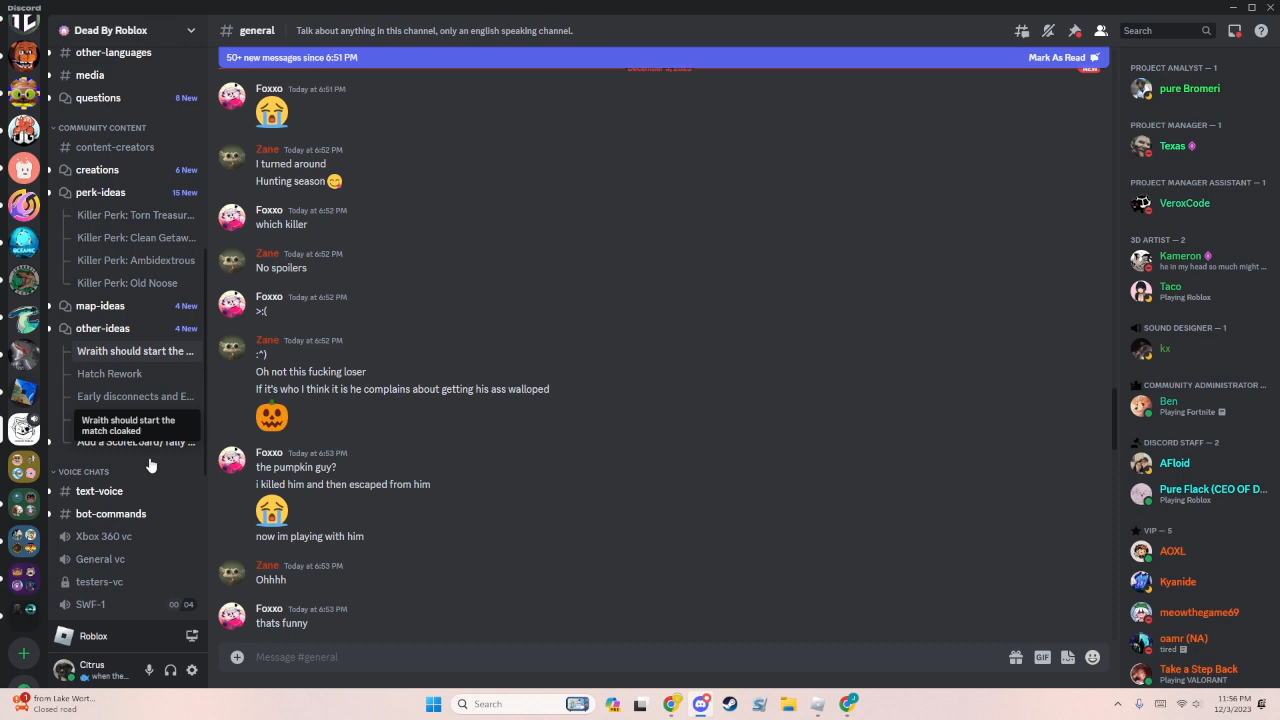 Discord
Dead By Roblox
other-languages
media
questions
8 New
COMMUNITY CONTENT
content-creators
creations
6 New
perk-ideas
15 New
Killer Perk: Torn Treasur...
Killer Perk: Clean Getaw...
Killer Perk: Ambidextrous
Killer Perk: Old Noose
map-ideas
4 New
other-ideas
4 New
Wraith should start the ...
Hatch Rework
Early disconnects and E...
Wraith should start the
match cloaked
VOICE CHATS
text-voice
bot-commands
Xbox 360 vc
General vc
testers-vc
SWF-1
00 04
Roblox
Citrus
when the...
# general
Talk about anything in this channel, only an english speaking channel.
Search
50+ new messages since 6:51 PM
Mark As Read
NEW
Foxxo Today at 6:51 PM
Zane Today at 6:52 PM
I turned around
Hunting season
Foxxo Today at 6:52 PM
which killer
Zane Today at 6:52 PM
No spoilers
Foxxo Today at 6:52 PM
>:(
Zane Today at 6:52 PM
:^)
Oh not this fucking loser
If it's who I think it is he complains about getting his ass walloped
Foxxo Today at 6:53 PM
the pumpkin guy?
i killed him and then escaped from him
now im playing with him
Zane Today at 6:53 PM
Ohhhh
Foxxo Today at 6:53 PM
thats funny
Message #general
GIF
PROJECT ANALYST — 1
pure Bromeri
PROJECT MANAGER — 1
Texas
PROJECT MANAGER ASSISTANT — 1
VeroxCode
3D ARTIST — 2
Kameron
he in my head so much might ...
Taco
Playing Roblox
SOUND DESIGNER — 1
kx
COMMUNITY ADMINISTRATOR ...
Ben
Playing Fortnite
DISCORD STAFF — 2
AFloid
Pure Flack (CEO OF D...
Playing Roblox
VIP — 5
AOXL
Kyanide
meowthegame69
oamr (NA)
tired
Take a Step Back
Playing VALORANT
from Lake Wort...
Closed road
Search
11:56 PM
12/3/2023